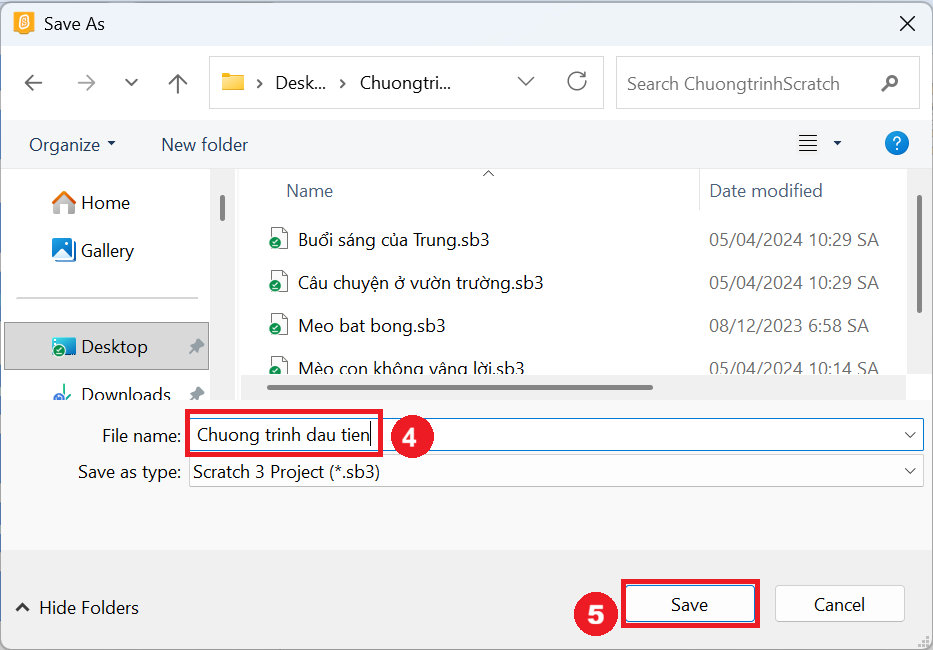 Save As
Desk... Chuongtri...
Search ChuongtrinhScratch
Organize New folder
?
Home
Gallery
Desktop
Downloads
Name Date modified
Buổi sáng của Trung.sb3 05/04/2024 10:29 SA
Câu chuyện ở vườn trường.sb3 05/04/2024 10:29 SA
Meo bat bong.sb3 08/12/2023 6:58 SA
Mèo con không vâng lời.sb3 05/04/2024 10:14 SA
File name: Chuong trinh dau tien 4
Save as type: Scratch 3 Project (*.sb3)
Hide Folders
5 Save Cancel